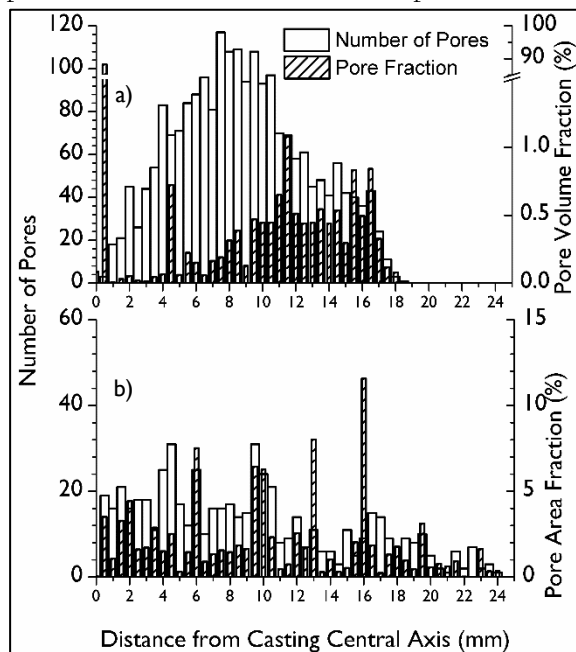 Number of Pores
Pore Fraction
a)
120
100
80
60
40
20
0
100
90
1.0
0.5
0.0
Pore Volume Fraction (%)
0 2 4 6 8 10 12 14 16 18 20 22 24
Number of Pores
b)
60
40
20
0
15
10
5
0
Pore Area Fraction (%)
0 2 4 6 8 10 12 14 16 18 20 22 24
Distance from Casting Central Axis (mm)